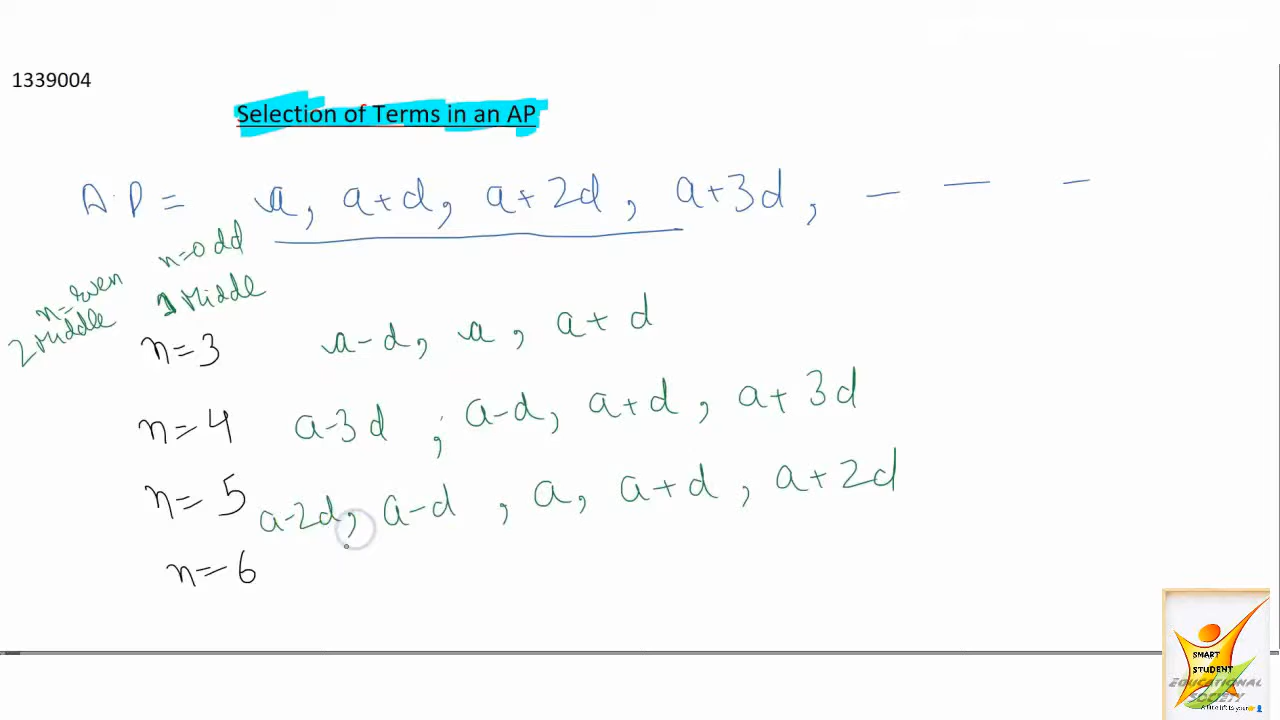 1339004
Selection of Terms in an AP
A.P = a, a+d, a+2d, a+3d, — — —
n=odd
1 Middle
n=even
2 Middle
n=3 a-d, a, a+d
n=4 a-3d, a-d, a+d, a+3d
n=5 a-2d, a-d, a, a+d, a+2d
n=6
SMART
STUDENT
EDUCATIONAL
SOCIETY